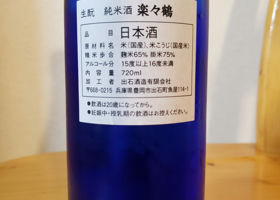 生酛 純米酒 楽々鶴
品目 日本酒
原材料名 米(国産)、米こうじ(国産米)
精米歩合 麹米65% 掛米75%
アルコール分 15度以上16度未満
内容量 720ml
製造者 出石酒造有限会社
〒668-0215 兵庫県豊岡市出石町魚屋114-1
●飲酒は20歳になってから。
●妊娠中・授乳期の飲酒はお控えください。